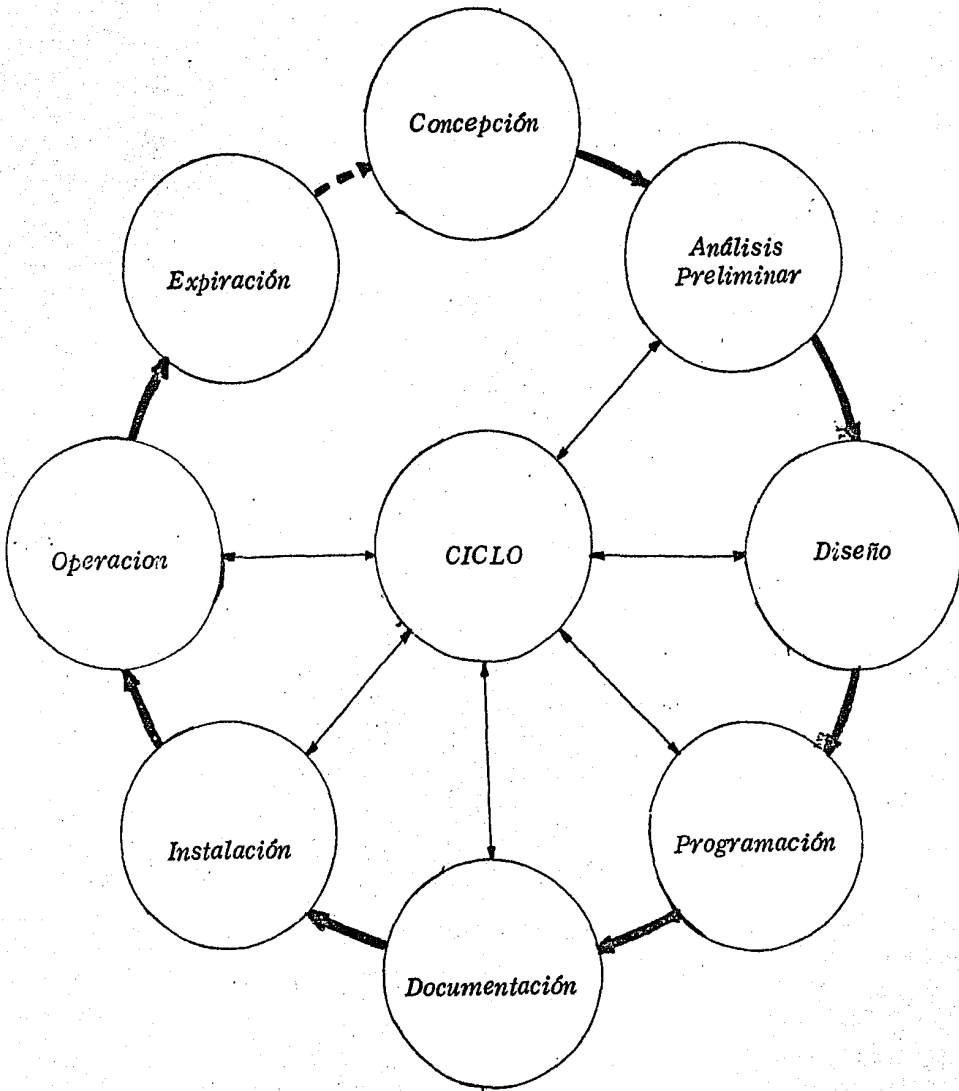 Concepción
Análisis
Preliminar
Diseño
Programación
Documentación
Instalación
Operacion
Expiración
CICLO